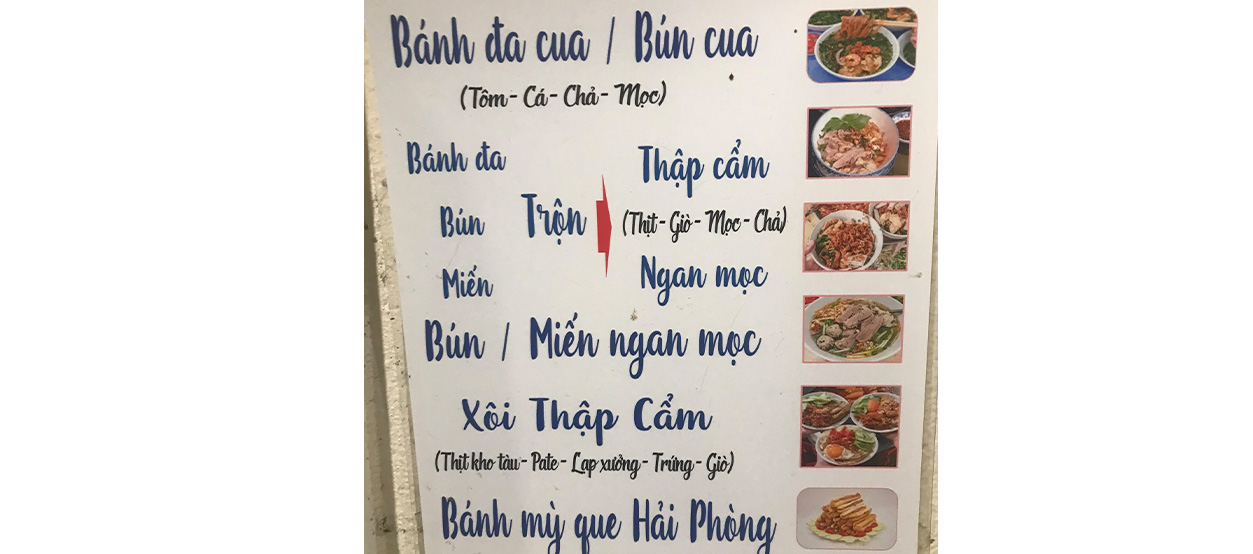 Bánh đa cua / Bún cua
(Tôm - Cá - Chả - Mọc)
Bánh đa
Thập cẩm
Bún
Trộn
(Thịt - Giò - Mọc - Chả)
Miến
Ngan mọc
Bún / Miến ngan mọc
Xôi Thập Cẩm
(Thịt kho tàu - Pate - Lạp xưởng - Trứng - Giò)
Bánh mỳ que Hải Phòng